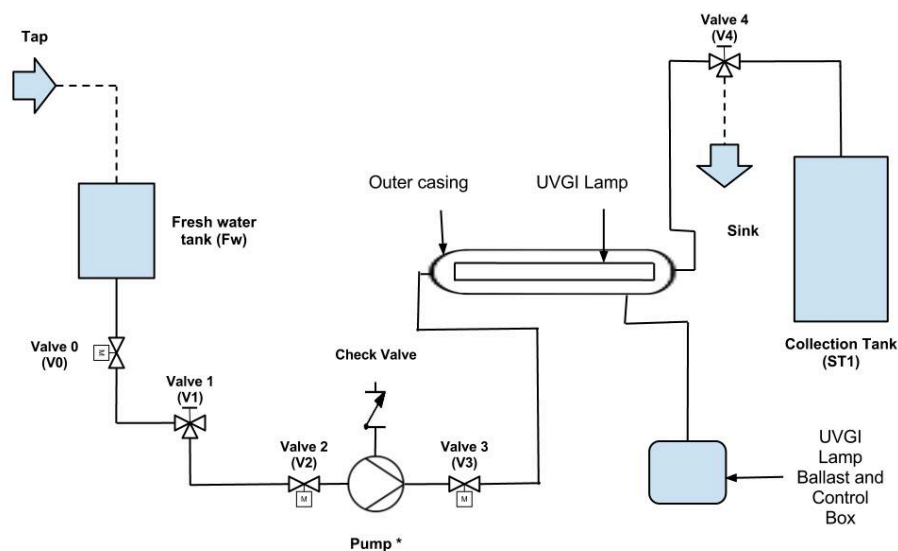 Tap
Valve 4
(V4)
Outer casing
UVGI Lamp
Fresh water
tank (Fw)
Sink
Valve 0
(V0)
M
Check Valve
Collection Tank
(ST1)
Valve 1
(V1)
Valve 2
(V2)
M
Valve 3
(V3)
M
UVGI
Lamp
Ballast and
Control
Box
Pump *